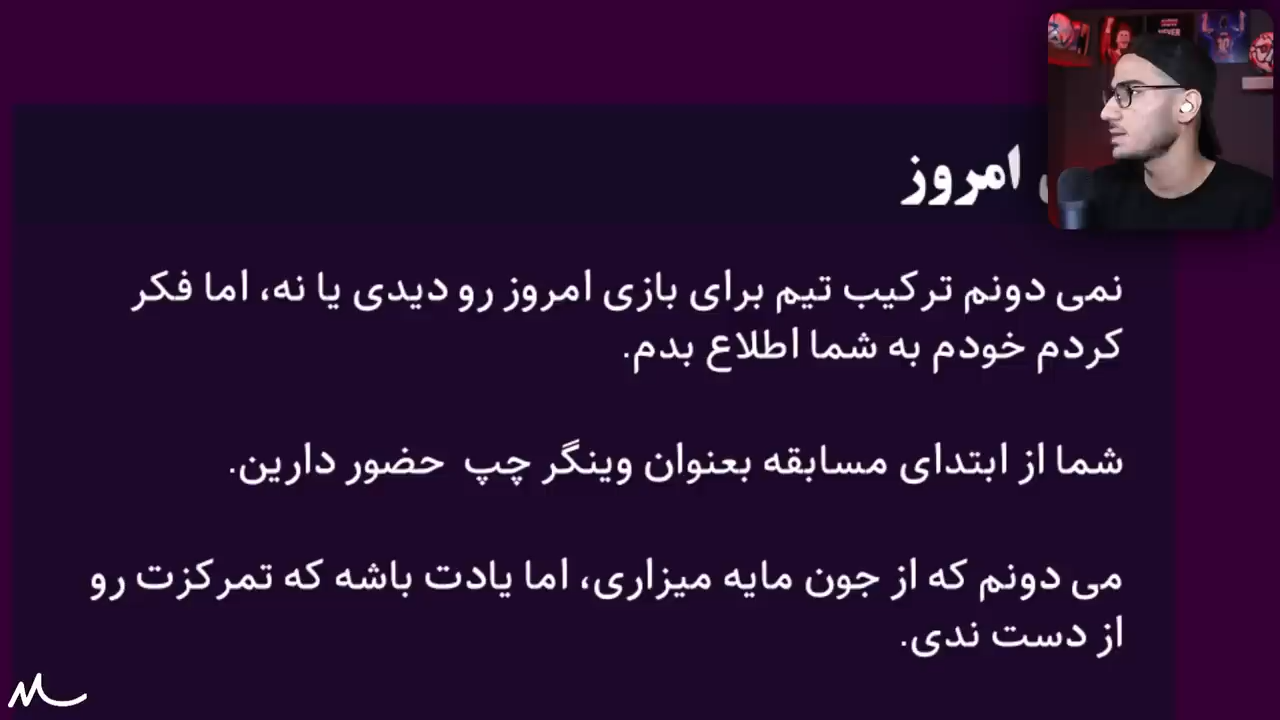 امروز
نمی دونم ترکیب تیم برای بازی امروز رو دیدی یا نه، اما فکر
کردم خودم به شما اطلاع بدم.
شما از ابتدای مسابقه بعنوان وینگر چپ حضور دارین.
می دونم که از جون مایه میزاری، اما یادت باشه که تمرکزت رو
از دست ندی.